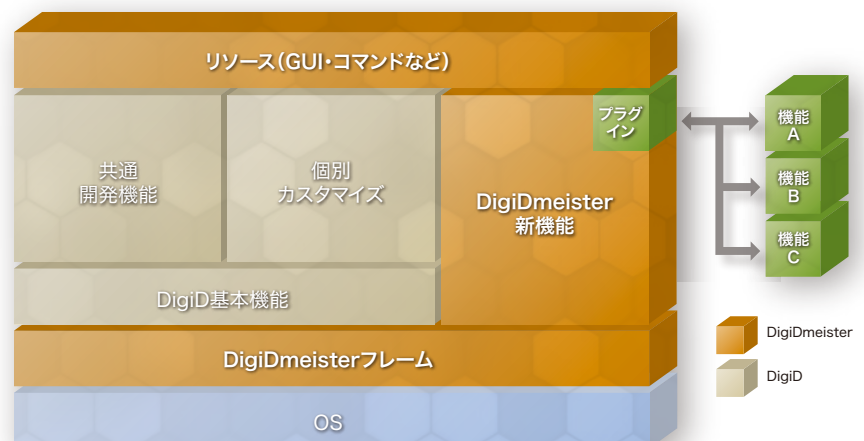 リソース（GUI・コマンドなど）
プラグ
イン
機能
A
機能
B
機能
C
共通
開発機能
個別
カスタマイズ
DigiDmeister
新機能
DigiD基本機能
DigiDmeisterフレーム
OS
DigiDmeister
DigiD